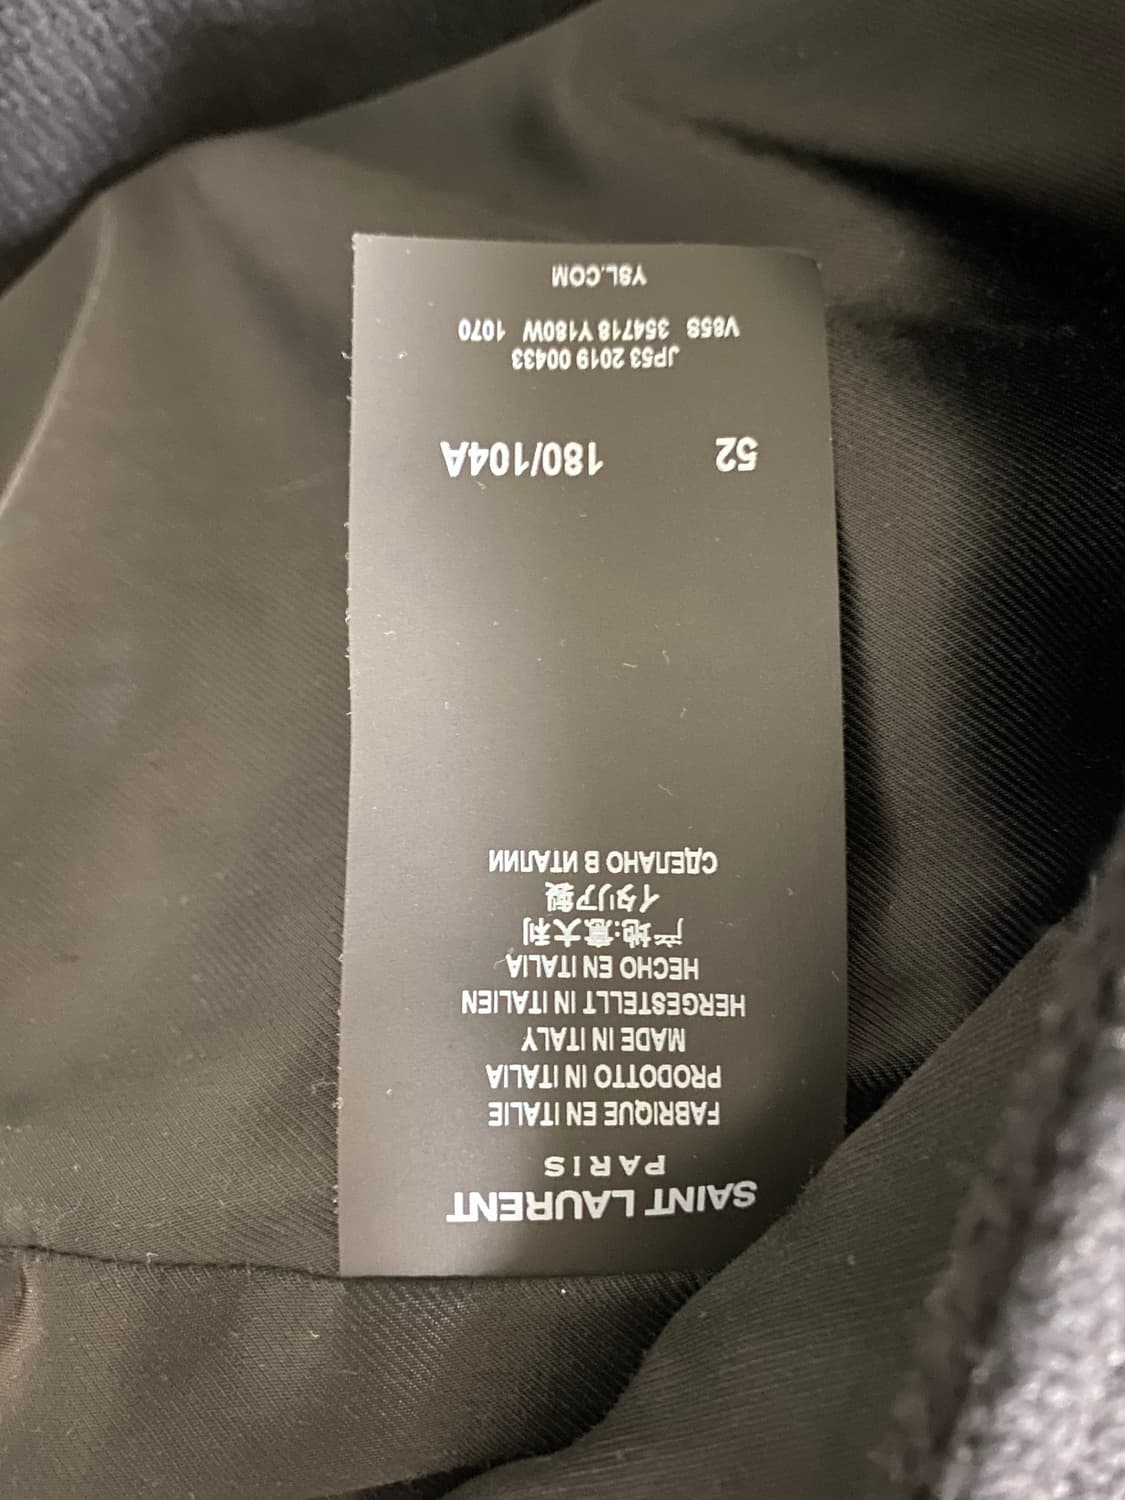 SAINT LAURENT
PARIS
FABRIQUE EN ITALIE
PRODOTTO IN ITALIA
MADE IN ITALY
HERGESTELLT IN ITALIEN
HECHO EN ITALIA
产地:意大利
イタリア製
СДЕЛАНО В ИТАЛИИ
52 180/104A
JP53 2019 00433
V858 354718 Y180W 1070
YSL.COM